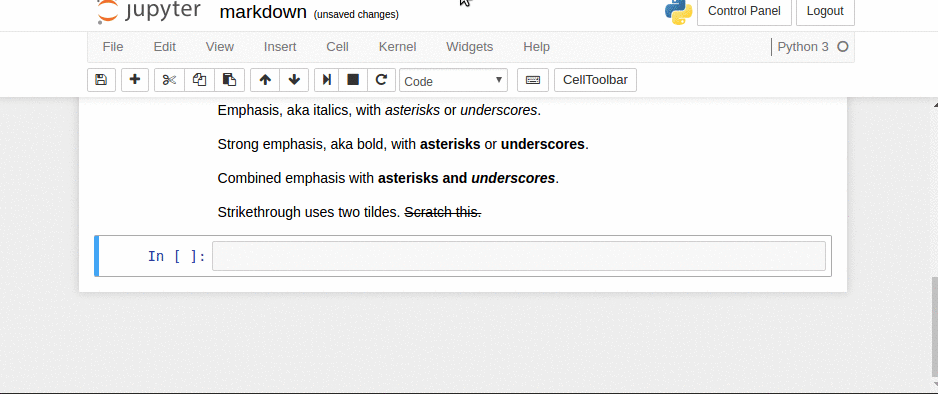 jupyter markdown (unsaved changes) Control Panel Logout
File Edit View Insert Cell Kernel Widgets Help Python 3
Code CellToolbar
Emphasis, aka italics, with asterisks or underscores.
Strong emphasis, aka bold, with asterisks or underscores.
Combined emphasis with asterisks and underscores.
Strikethrough uses two tildes. Scratch this.
In [ ]: